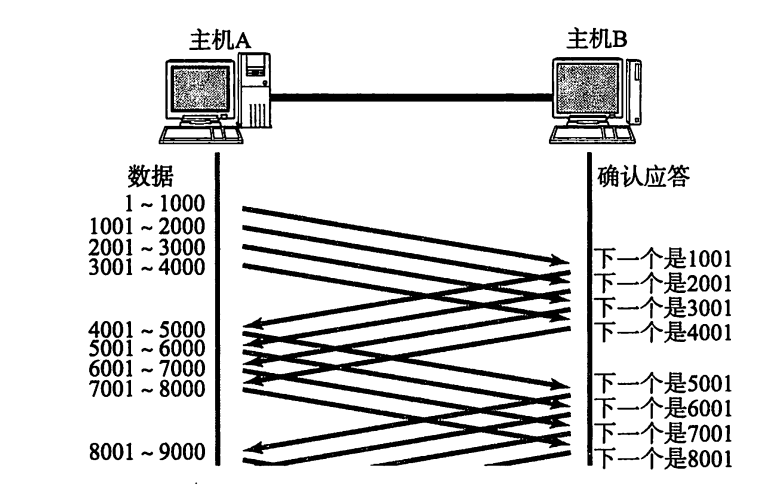 主机A
主机B
数据
确认应答
1～1000
1001～2000
2001～3000
3001～4000
下一个是1001
下一个是2001
下一个是3001
下一个是4001
4001～5000
5001～6000
6001～7000
7001～8000
下一个是5001
下一个是6001
下一个是7001
下一个是8001
8001～9000